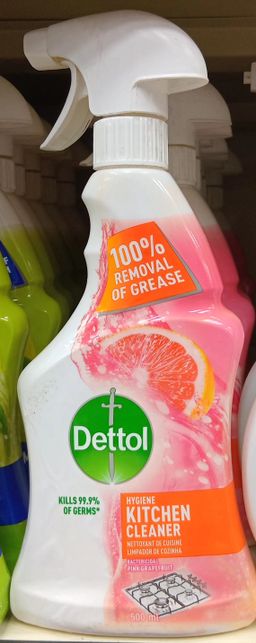 100%
REMOVAL
OF GREASE
Dettol
KILLS 99.9%
OF GERMS*
HYGIENE
KITCHEN
CLEANER
NETTOYANT DE CUISINE
LIMPADOR DE COZINHA
BACTERICIDAL
PINK GRAPEFRUIT
500 ml